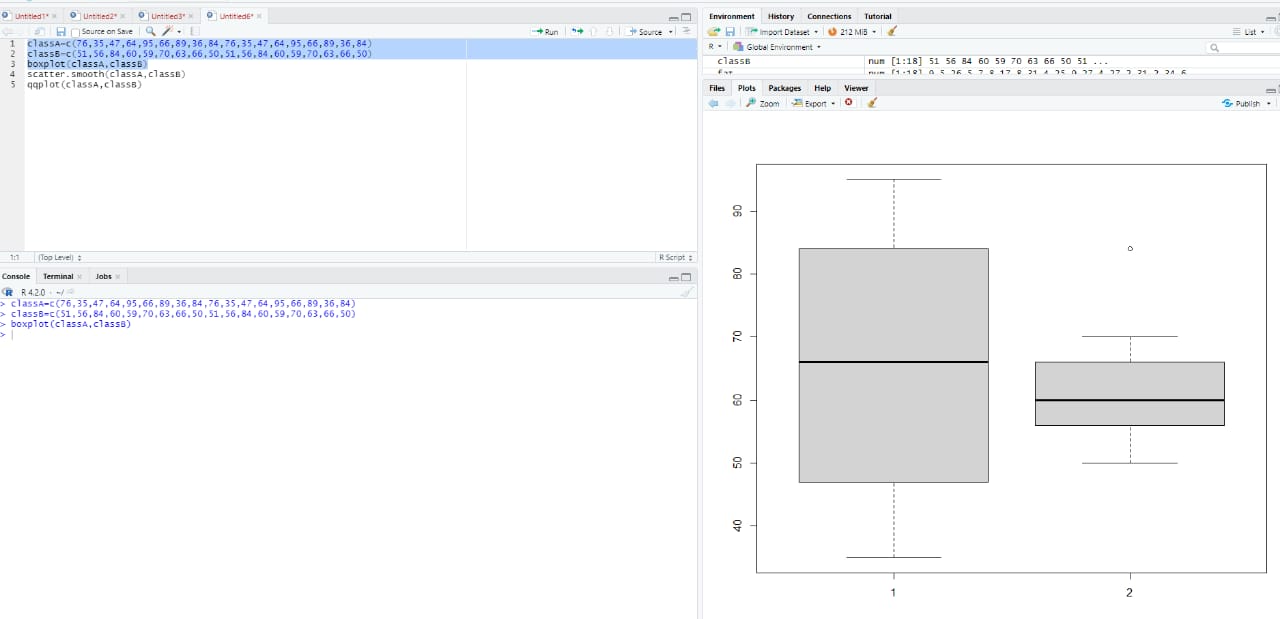 Untitled1* × Untitled2* × Untitled3* × Untitled6* ×
Source on Save Run Source
1 classA=c(76,35,47,64,95,66,89,36,84,76,35,47,64,95,66,89,36,84)
2 classB=c(51,56,84,60,59,70,63,66,50,51,56,84,60,59,70,63,66,50)
3 boxplot(classA,classB)
4 scatter.smooth(classA,classB)
5 qqplot(classA,classB)
1:1 (Top Level) R Script
Console Terminal × Jobs ×
R 4.2.0 · ~/
> classA=c(76,35,47,64,95,66,89,36,84,76,35,47,64,95,66,89,36,84)
> classB=c(51,56,84,60,59,70,63,66,50,51,56,84,60,59,70,63,66,50)
> boxplot(classA,classB)
>
Environment History Connections Tutorial
Import Dataset 212 MiB List
R Global Environment
classB num [1:18] 51 56 84 60 59 70 63 66 50 51 ...
Files Plots Packages Help Viewer
Zoom Export Publish
90
80
70
60
50
40
1 2